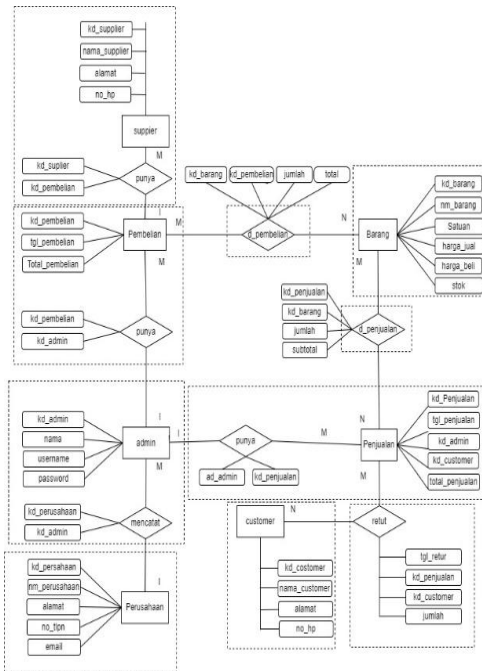 kd_supplier
nama_supplier
alamat
no_hp
suppier
M
kd_suplier
kd_pembelian
punya
I
kd_barang
kd_pembelian
jumlah
total
kd_pembelian
tgl_pembelian
Total_pembelian
Pembelian
M
M
d_pembelian
N
Barang
M
kd_barang
nm_barang
Satuan
harga_jual
harga_beli
stok
kd_pembelian
kd_admin
punya
I
kd_penjualan
kd_barang
jumlah
subtotal
d_penjualan
N
kd_admin
nama
username
password
admin
I
M
punya
ad_admin
kd_penjualan
M
Penjualan
M
kd_Penjualan
tgl_penjualan
kd_admin
kd_customer
total_penjualan
kd_perusahaan
kd_admin
mencatat
I
customer
N
retut
kd_costomer
nama_customer
alamat
no_hp
tgl_retur
kd_penjualan
kd_customer
jumlah
kd_persahaan
nm_perusahaan
alamat
no_tlpn
email
Perusahaan